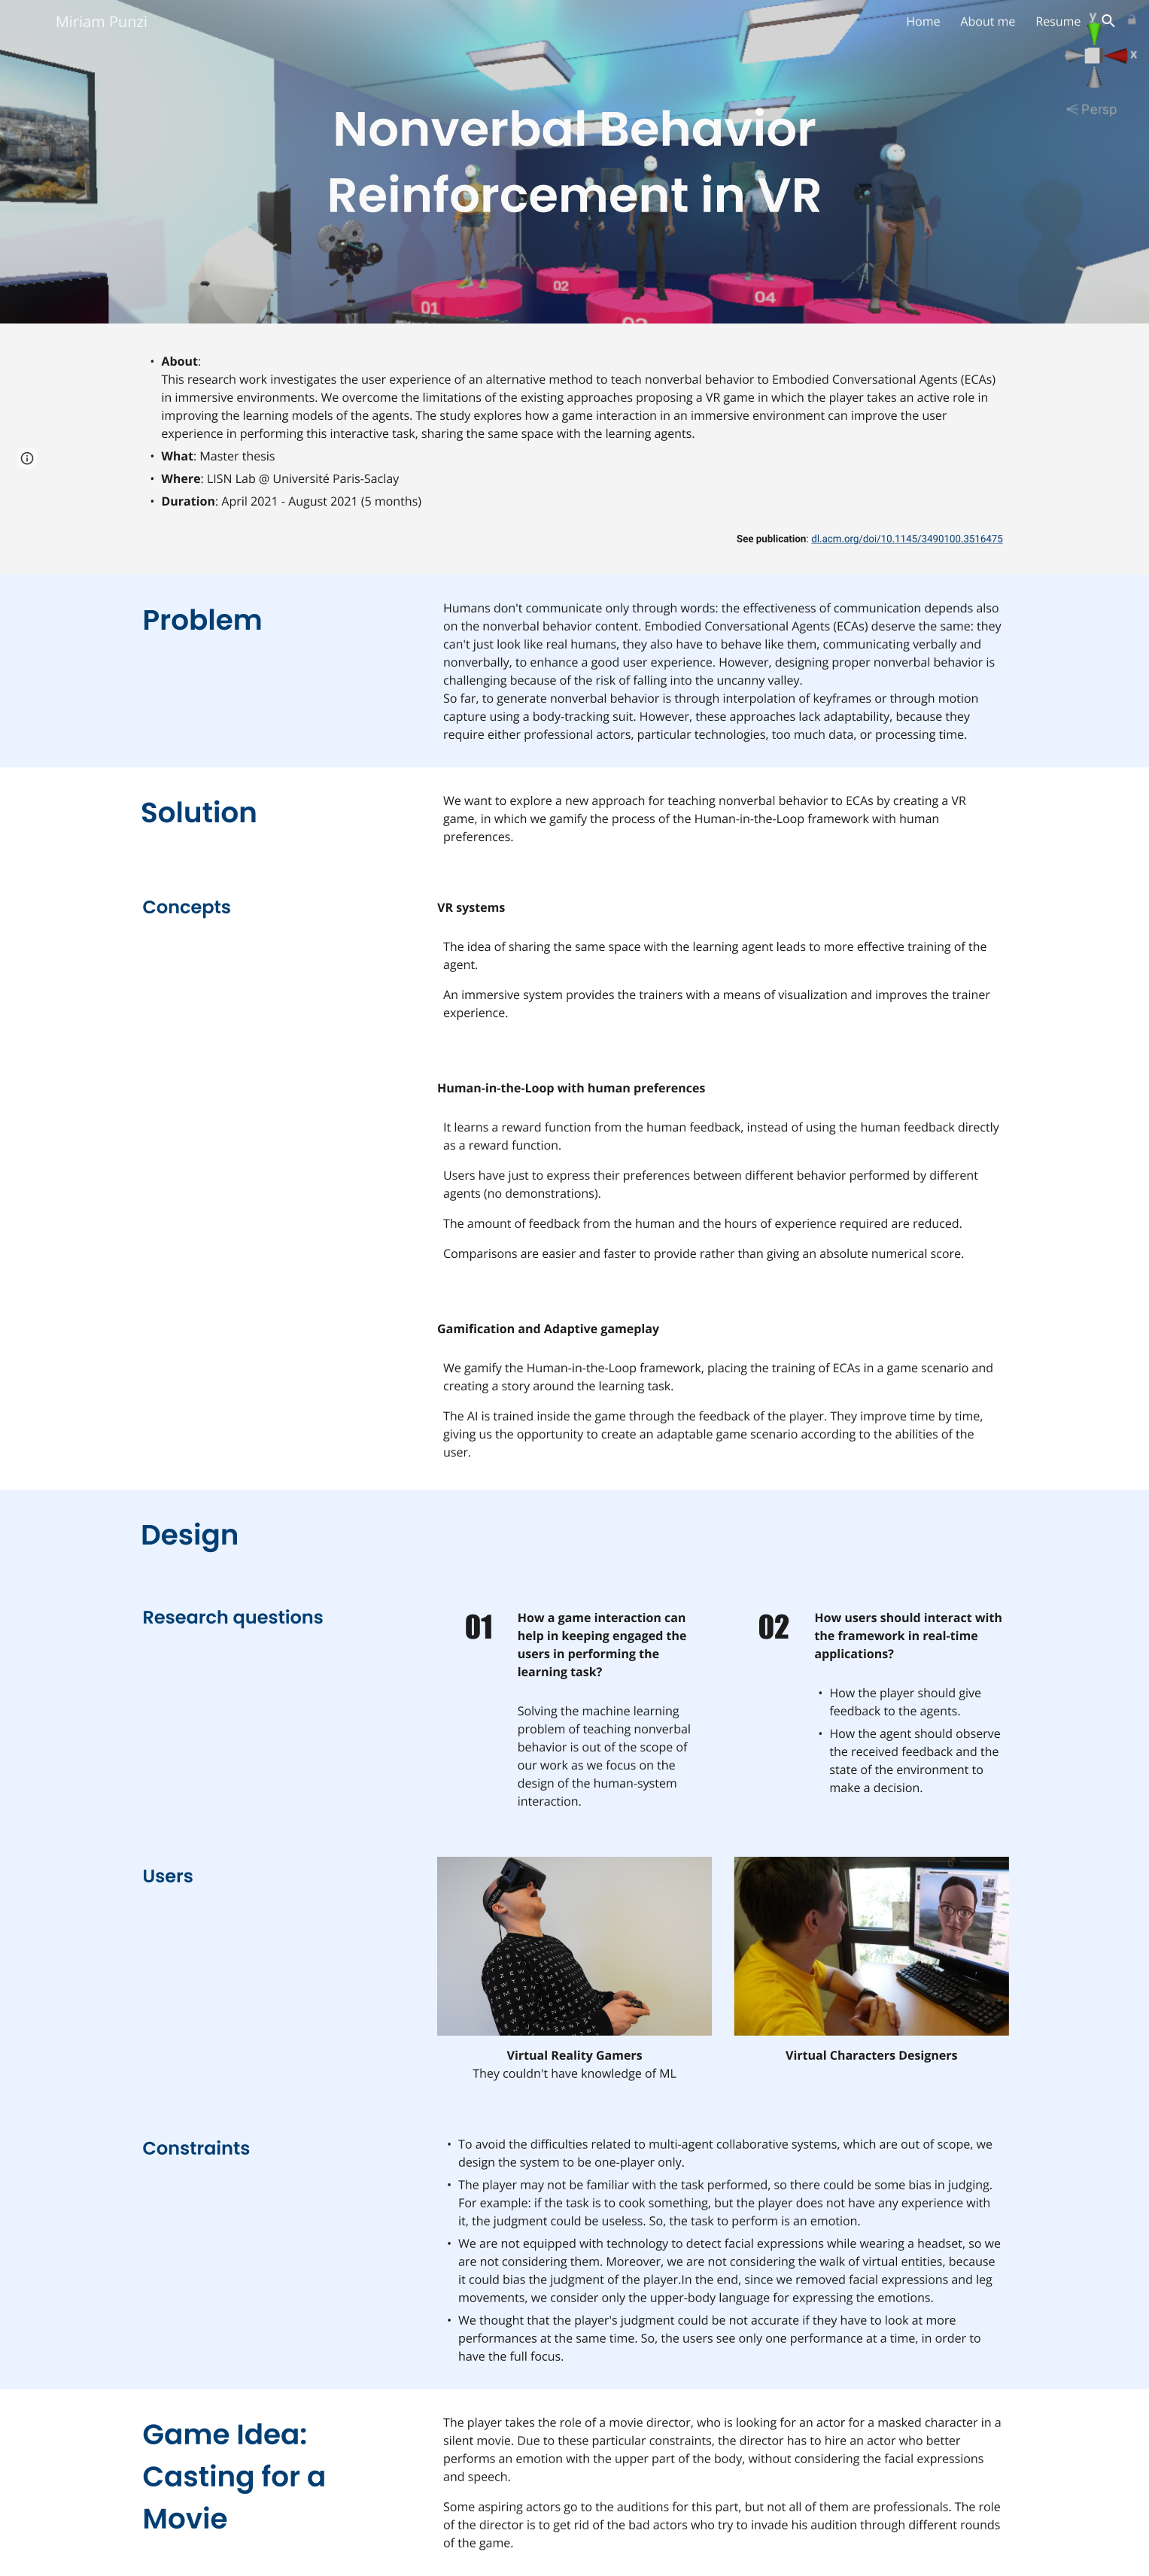 Miriam Punzi
Home
About me
Resume
y
x
Persp
Nonverbal Behavior
Reinforcement in VR
01
02
03
04
• About:
This research work investigates the user experience of an alternative method to teach nonverbal behavior to Embodied Conversational Agents (ECAs)
in immersive environments. We overcome the limitations of the existing approaches proposing a VR game in which the player takes an active role in
improving the learning models of the agents. The study explores how a game interaction in an immersive environment can improve the user
experience in performing this interactive task, sharing the same space with the learning agents.
• What: Master thesis
• Where: LISN Lab @ Université Paris-Saclay
• Duration: April 2021 - August 2021 (5 months)
See publication: dl.acm.org/doi/10.1145/3490100.3516475
Problem
Humans don't communicate only through words: the effectiveness of communication depends also
on the nonverbal behavior content. Embodied Conversational Agents (ECAs) deserve the same: they
can't just look like real humans, they also have to behave like them, communicating verbally and
nonverbally, to enhance a good user experience. However, designing proper nonverbal behavior is
challenging because of the risk of falling into the uncanny valley.
So far, to generate nonverbal behavior is through interpolation of keyframes or through motion
capture using a body-tracking suit. However, these approaches lack adaptability, because they
require either professional actors, particular technologies, too much data, or processing time.
Solution
We want to explore a new approach for teaching nonverbal behavior to ECAs by creating a VR
game, in which we gamify the process of the Human-in-the-Loop framework with human
preferences.
Concepts
VR systems
The idea of sharing the same space with the learning agent leads to more effective training of the
agent.
An immersive system provides the trainers with a means of visualization and improves the trainer
experience.
Human-in-the-Loop with human preferences
It learns a reward function from the human feedback, instead of using the human feedback directly
as a reward function.
Users have just to express their preferences between different behavior performed by different
agents (no demonstrations).
The amount of feedback from the human and the hours of experience required are reduced.
Comparisons are easier and faster to provide rather than giving an absolute numerical score.
Gamification and Adaptive gameplay
We gamify the Human-in-the-Loop framework, placing the training of ECAs in a game scenario and
creating a story around the learning task.
The AI is trained inside the game through the feedback of the player. They improve time by time,
giving us the opportunity to create an adaptable game scenario according to the abilities of the
user.
Design
Research questions
01
How a game interaction can
help in keeping engaged the
users in performing the
learning task?
Solving the machine learning
problem of teaching nonverbal
behavior is out of the scope of
our work as we focus on the
design of the human-system
interaction.
02
How users should interact with
the framework in real-time
applications?
• How the player should give
feedback to the agents.
• How the agent should observe
the received feedback and the
state of the environment to
make a decision.
Users
Virtual Reality Gamers
They couldn't have knowledge of ML
Virtual Characters Designers
Constraints
• To avoid the difficulties related to multi-agent collaborative systems, which are out of scope, we
design the system to be one-player only.
• The player may not be familiar with the task performed, so there could be some bias in judging.
For example: if the task is to cook something, but the player does not have any experience with
it, the judgment could be useless. So, the task to perform is an emotion.
• We are not equipped with technology to detect facial expressions while wearing a headset, so we
are not considering them. Moreover, we are not considering the walk of virtual entities, because
it could bias the judgment of the player.In the end, since we removed facial expressions and leg
movements, we consider only the upper-body language for expressing the emotions.
• We thought that the player's judgment could be not accurate if they have to look at more
performances at the same time. So, the users see only one performance at a time, in order to
have the full focus.
Game Idea:
Casting for a
Movie
The player takes the role of a movie director, who is looking for an actor for a masked character in a
silent movie. Due to these particular constraints, the director has to hire an actor who better
performs an emotion with the upper part of the body, without considering the facial expressions
and speech.
Some aspiring actors go to the auditions for this part, but not all of them are professionals. The role
of the director is to get rid of the bad actors who try to invade his audition through different rounds
of the game.